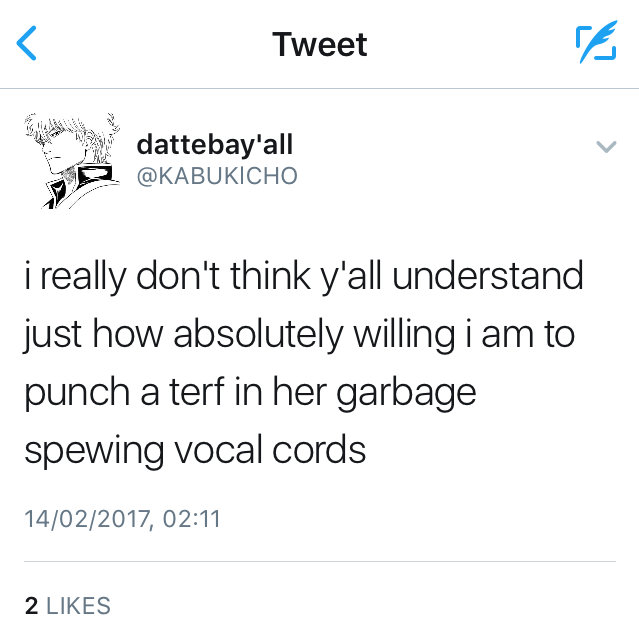 Tweet
dattebay'all
@KABUKICHO
i really don't think y'all understand
just how absolutely willing i am to
punch a terf in her garbage
spewing vocal cords
14/02/2017, 02:11
2 LIKES